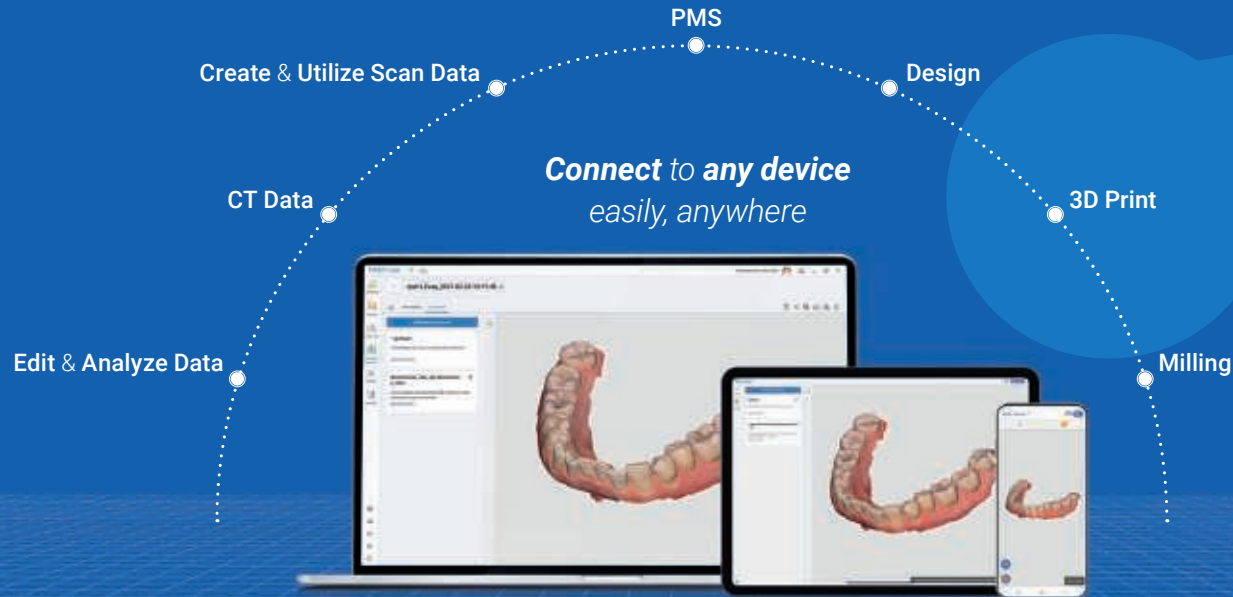 PMS
Create & Utilize Scan Data
Design
Connect to any device
easily, anywhere
CT Data
3D Print
Edit & Analyze Data
Milling